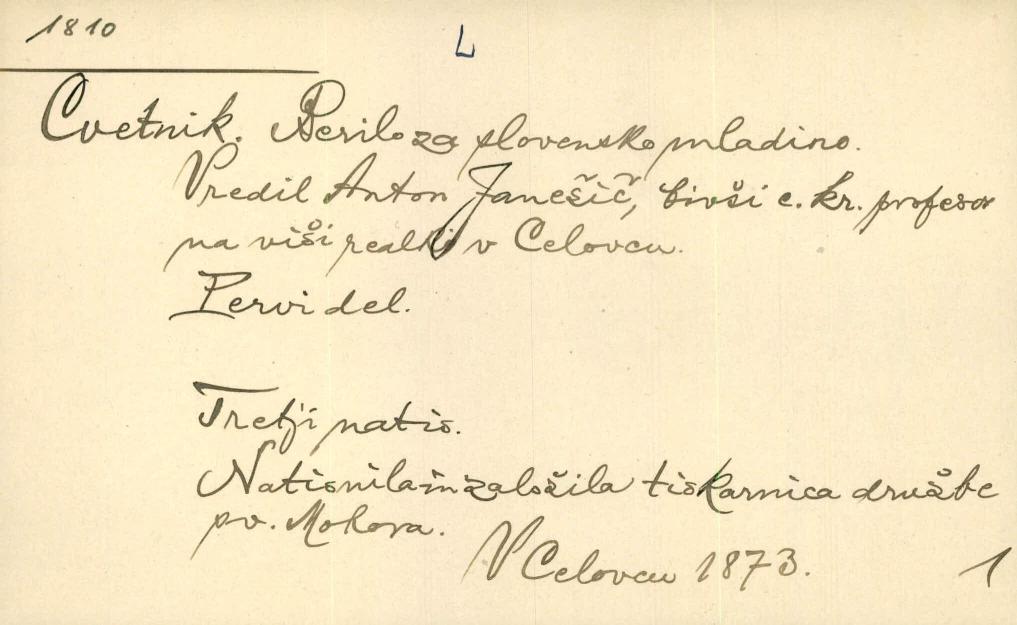 1810
L
Cvetnik. Berilo za slovensko mladino.
Vredil Anton Janešič, bivši c. kr. profesor
na viši realki v Celovcu.
Pervi del.
Tretji natis.
Natisnila in založila tiskarnica družbe
sv. Mohora.
V Celovcu 1873.
1